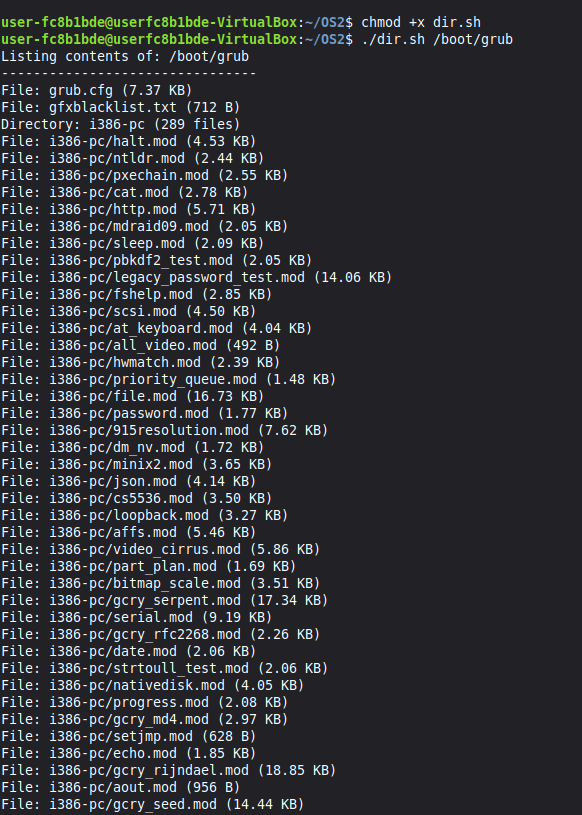 user-fc8b1bde@userfc8b1bde-VirtualBox:~/OS2$ chmod +x dir.sh
user-fc8b1bde@userfc8b1bde-VirtualBox:~/OS2$ ./dir.sh /boot/grub
Listing contents of: /boot/grub
--------------------------------
File: grub.cfg (7.37 KB)
File: gfxblacklist.txt (712 B)
Directory: i386-pc (289 files)
File: i386-pc/halt.mod (4.53 KB)
File: i386-pc/ntldr.mod (2.44 KB)
File: i386-pc/pxechain.mod (2.55 KB)
File: i386-pc/cat.mod (2.78 KB)
File: i386-pc/http.mod (5.71 KB)
File: i386-pc/mdraid09.mod (2.05 KB)
File: i386-pc/sleep.mod (2.09 KB)
File: i386-pc/pbkdf2_test.mod (2.05 KB)
File: i386-pc/legacy_password_test.mod (14.06 KB)
File: i386-pc/fshelp.mod (2.85 KB)
File: i386-pc/scsi.mod (4.50 KB)
File: i386-pc/at_keyboard.mod (4.04 KB)
File: i386-pc/all_video.mod (492 B)
File: i386-pc/hwmatch.mod (2.39 KB)
File: i386-pc/priority_queue.mod (1.48 KB)
File: i386-pc/file.mod (16.73 KB)
File: i386-pc/password.mod (1.77 KB)
File: i386-pc/915resolution.mod (7.62 KB)
File: i386-pc/dm_nv.mod (1.72 KB)
File: i386-pc/minix2.mod (3.65 KB)
File: i386-pc/json.mod (4.14 KB)
File: i386-pc/cs5536.mod (3.50 KB)
File: i386-pc/loopback.mod (3.27 KB)
File: i386-pc/affs.mod (5.46 KB)
File: i386-pc/video_cirrus.mod (5.86 KB)
File: i386-pc/part_plan.mod (1.69 KB)
File: i386-pc/bitmap_scale.mod (3.51 KB)
File: i386-pc/gcry_serpent.mod (17.34 KB)
File: i386-pc/serial.mod (9.19 KB)
File: i386-pc/gcry_rfc2268.mod (2.26 KB)
File: i386-pc/date.mod (2.06 KB)
File: i386-pc/strtoull_test.mod (2.06 KB)
File: i386-pc/nativedisk.mod (4.05 KB)
File: i386-pc/progress.mod (2.08 KB)
File: i386-pc/gcry_md4.mod (2.97 KB)
File: i386-pc/setjmp.mod (628 B)
File: i386-pc/echo.mod (1.85 KB)
File: i386-pc/gcry_rijndael.mod (18.85 KB)
File: i386-pc/aout.mod (956 B)
File: i386-pc/gcry_seed.mod (14.44 KB)